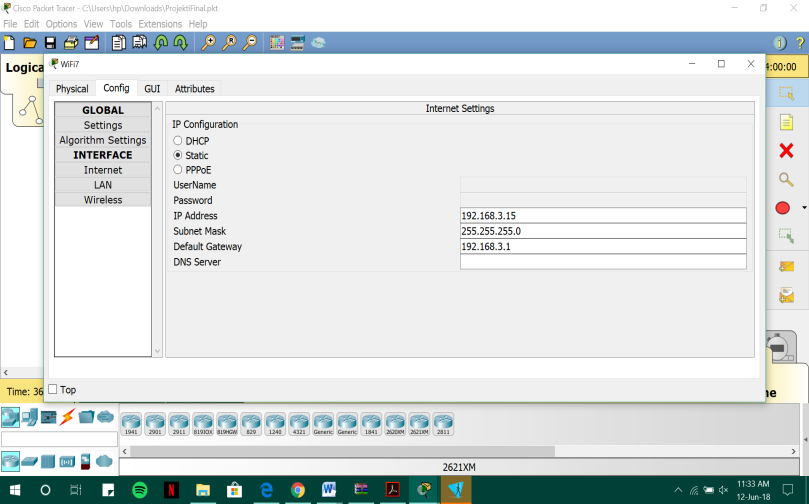 Cisco Packet Tracer - C:\Users\hp\Downloads\ProjektiFinal.pkt
File Edit Options View Tools Extensions Help
Logica
4:00:00
WiFi7
Physical Config GUI Attributes
GLOBAL
Settings
Algorithm Settings
INTERFACE
Internet
LAN
Wireless
Internet Settings
IP Configuration
DHCP
Static
PPPoE
UserName
Password
IP Address 192.168.3.15
Subnet Mask 255.255.255.0
Default Gateway 192.168.3.1
DNS Server
Top
Time: 36
ne
1941 2901 2911 819IOX 819HGW 829 1240 4321 Generic Generic 1841 2620XM 2621XM 2811
2621XM
11:33 AM
12-Jun-18